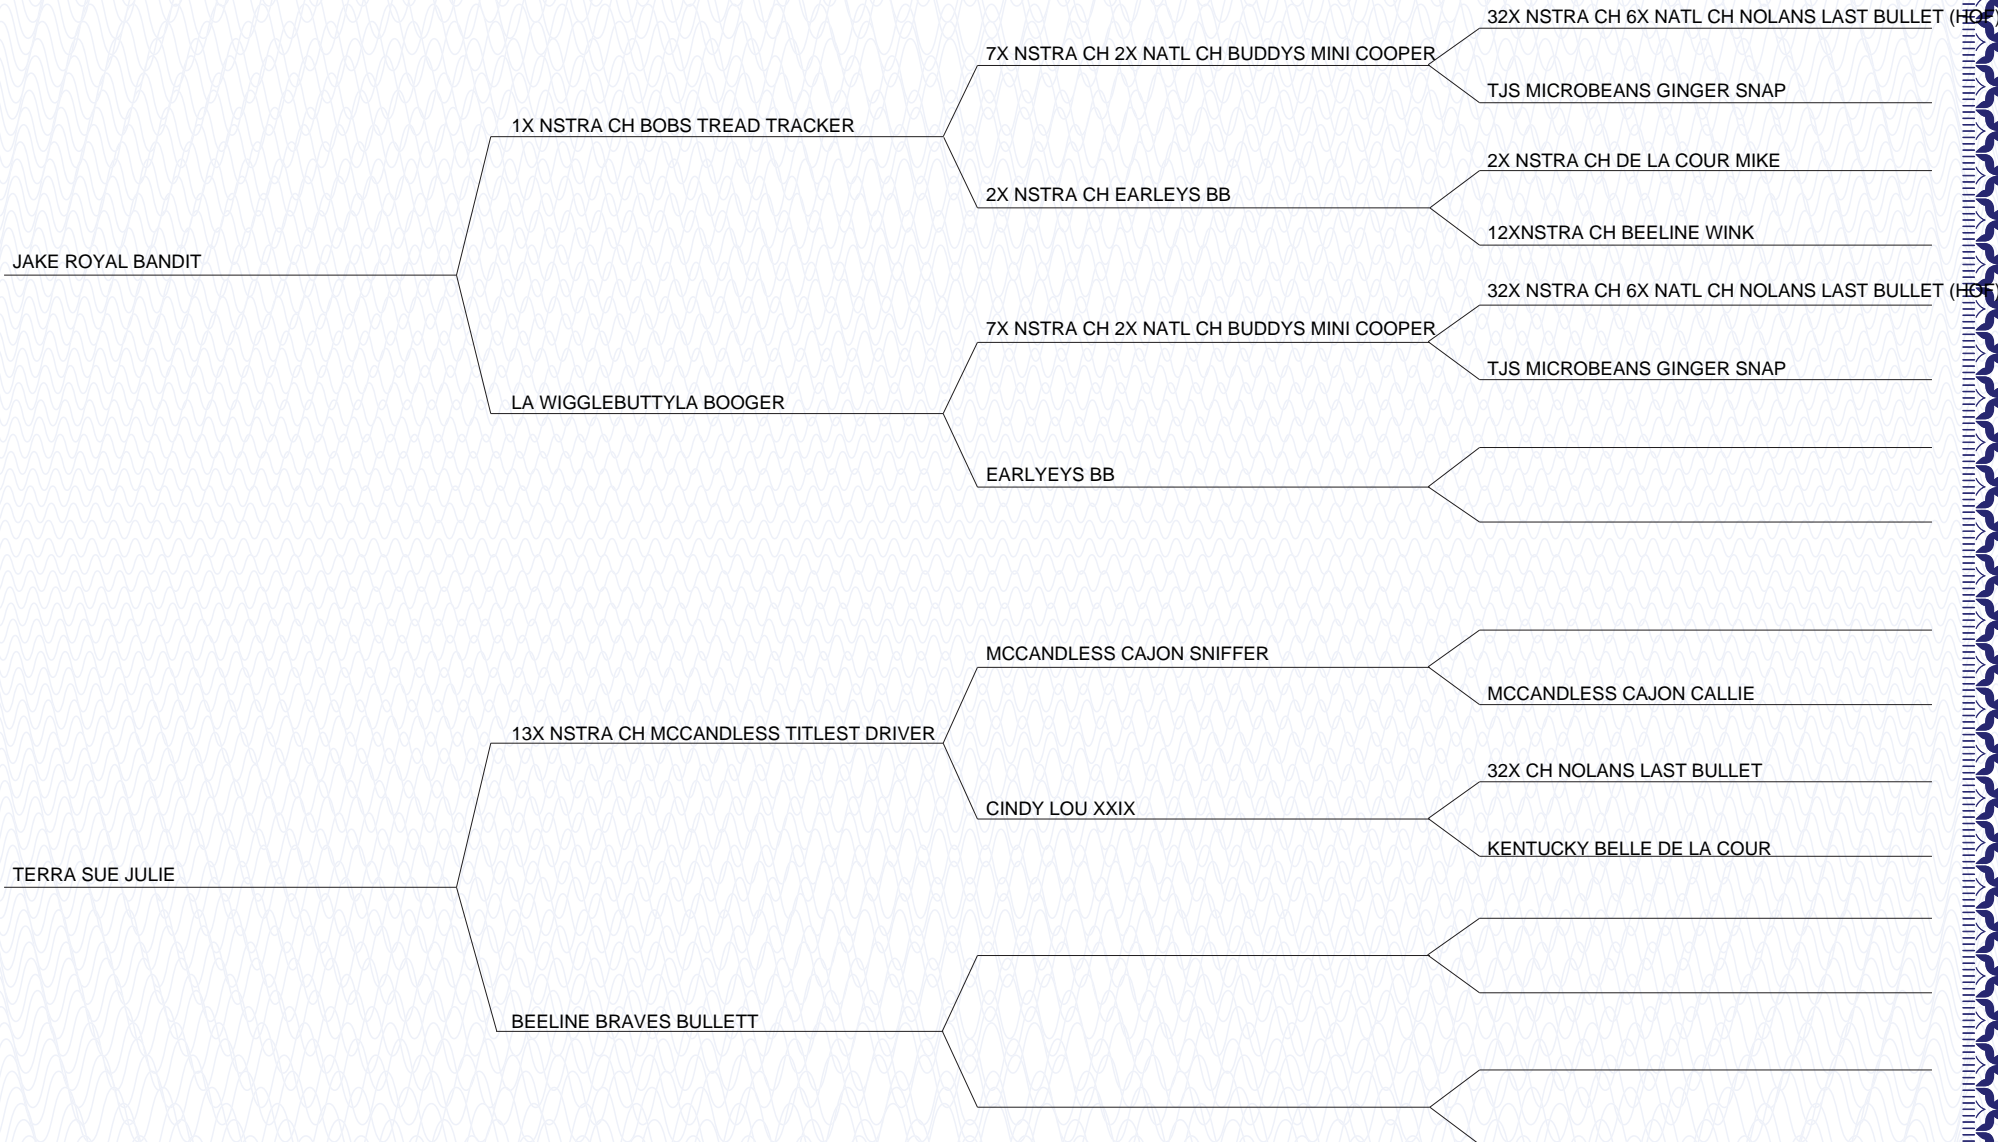 32X NSTRA CH 6X NATL CH NOLANS LAST BULLET (HOF)
7X NSTRA CH 2X NATL CH BUDDYS MINI COOPER
TJS MICROBEANS GINGER SNAP
1X NSTRA CH BOBS TREAD TRACKER
2X NSTRA CH DE LA COUR MIKE
2X NSTRA CH EARLEYS BB
12XNSTRA CH BEELINE WINK
JAKE ROYAL BANDIT
32X NSTRA CH 6X NATL CH NOLANS LAST BULLET (HOF)
7X NSTRA CH 2X NATL CH BUDDYS MINI COOPER
TJS MICROBEANS GINGER SNAP
LA WIGGLEBUTTYLA BOOGER
EARLYEYS BB
MCCANDLESS CAJON SNIFFER
MCCANDLESS CAJON CALLIE
13X NSTRA CH MCCANDLESS TITLEST DRIVER
32X CH NOLANS LAST BULLET
CINDY LOU XXIX
KENTUCKY BELLE DE LA COUR
TERRA SUE JULIE
BEELINE BRAVES BULLETT